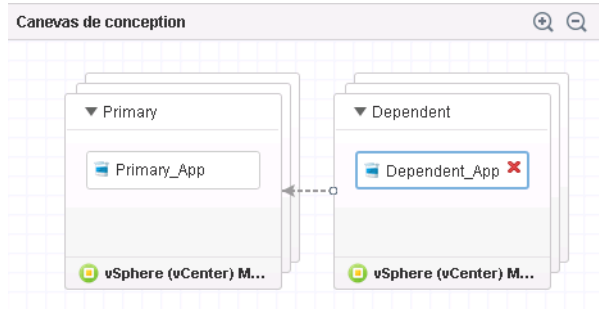 Canevas de conception
Primary
Dependent
Primary_App
Dependent_App
vSphere (vCenter) M...
vSphere (vCenter) M...